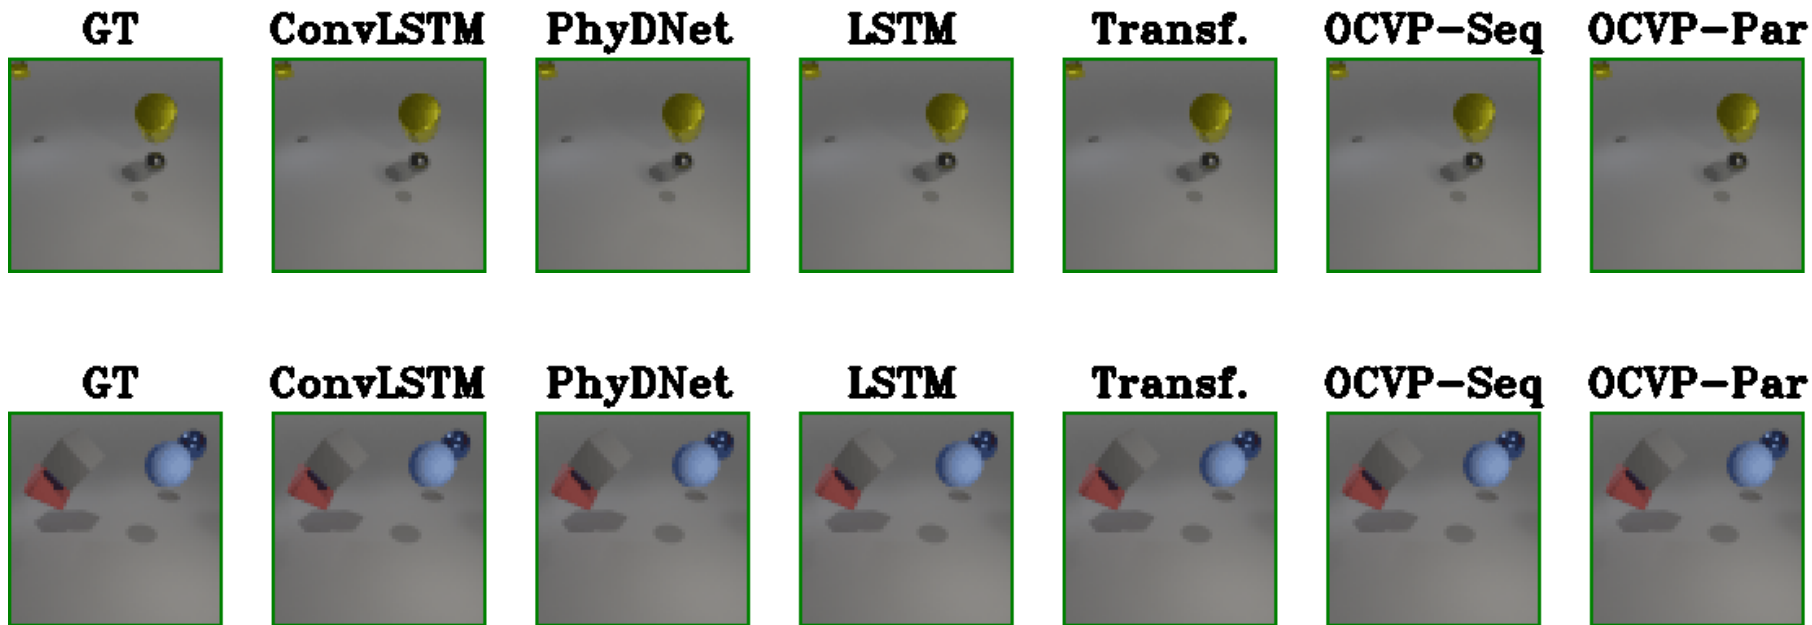 GT ConvLSTM PhyDNet LSTM Transf. OCVP-Seq OCVP-Par
GT ConvLSTM PhyDNet LSTM Transf. OCVP-Seq OCVP-Par